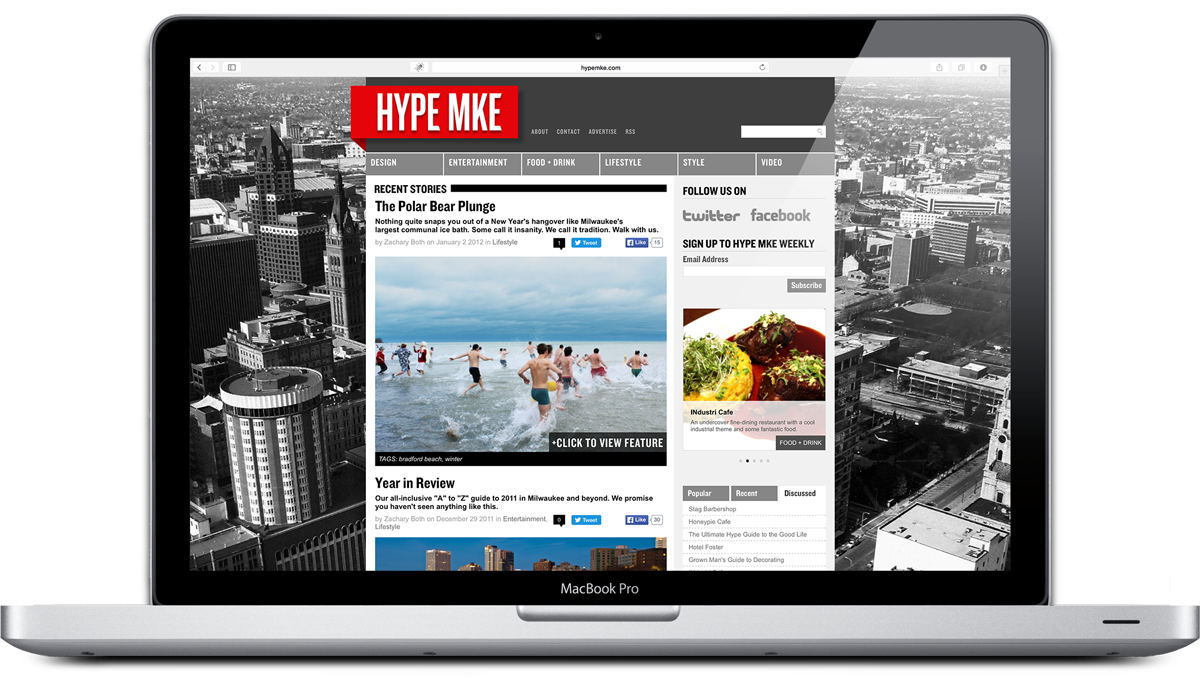 hypemke.com
HYPE MKE
ABOUT CONTACT ADVERTISE RSS
DESIGN ENTERTAINMENT FOOD + DRINK LIFESTYLE STYLE VIDEO
RECENT STORIES
The Polar Bear Plunge
Nothing quite snaps you out of a New Year's hangover like Milwaukee's
largest communal ice bath. Some call it insanity. We call it tradition. Walk with us.
by Zachary Both on January 2 2012 in Lifestyle
1 Tweet Like 15
+CLICK TO VIEW FEATURE
TAGS: bradford beach, winter
Year in Review
Our all-inclusive "A" to "Z" guide to 2011 in Milwaukee and beyond. We promise
you haven't seen anything like this.
by Zachary Both on December 29 2011 in Entertainment,
Lifestyle
0 Tweet Like 30
FOLLOW US ON
twitter facebook
SIGN UP TO HYPE MKE WEEKLY
Email Address
Subscribe
INdustri Cafe
An undercover fine-dining restaurant with a cool
industrial theme and some fantastic food.
FOOD + DRINK
Popular Recent Discussed
Stag Barbershop
Honeypie Cafe
The Ultimate Hype Guide to the Good Life
Hotel Foster
Grown Man's Guide to Decorating
MacBook Pro